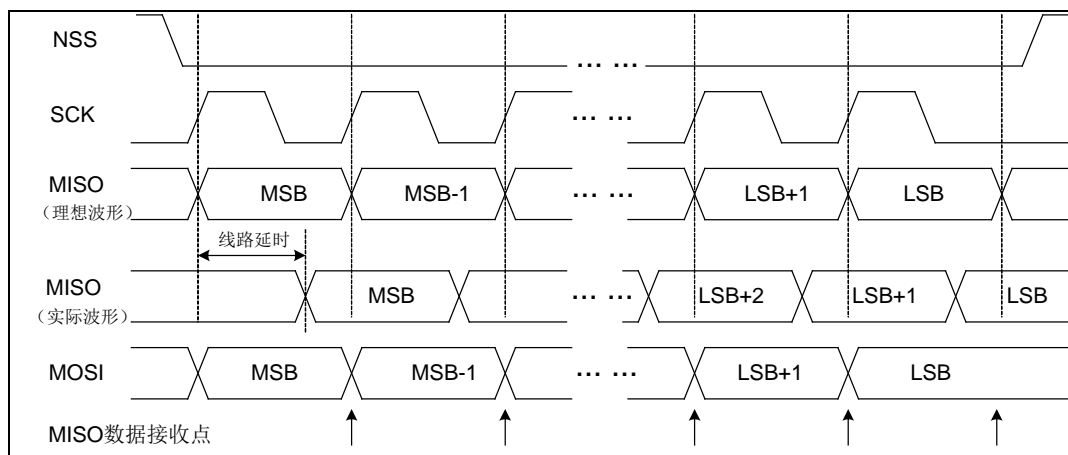 NSS
... ...
SCK
... ...
MISO
(理想波形)
MSB
MSB-1
... ...
LSB+1
LSB
线路延时
MISO
(实际波形)
MSB
... ...
LSB+2
LSB+1
LSB
MOSI
MSB
MSB-1
... ...
LSB+1
LSB
MISO数据接收点